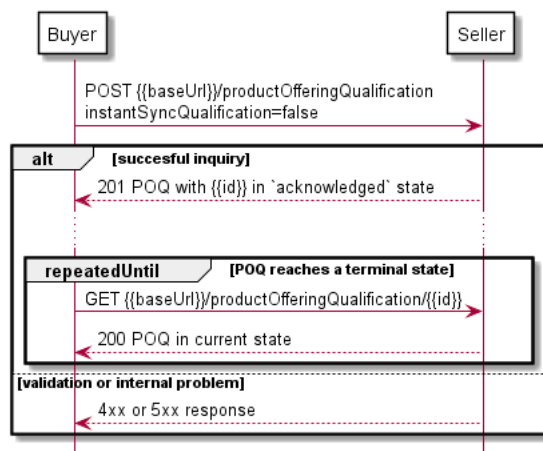 Buyer
Seller
POST {{baseUrl}}/productOfferingQualification
instantSyncQualification=false
alt
[succesful inquiry]
201 POQ with {{id}} in `acknowledged` state
repeatedUntil
[POQ reaches a terminal state]
GET {{baseUrl}}/productOfferingQualification/{{id}}
200 POQ in current state
[validation or internal problem]
4xx or 5xx response